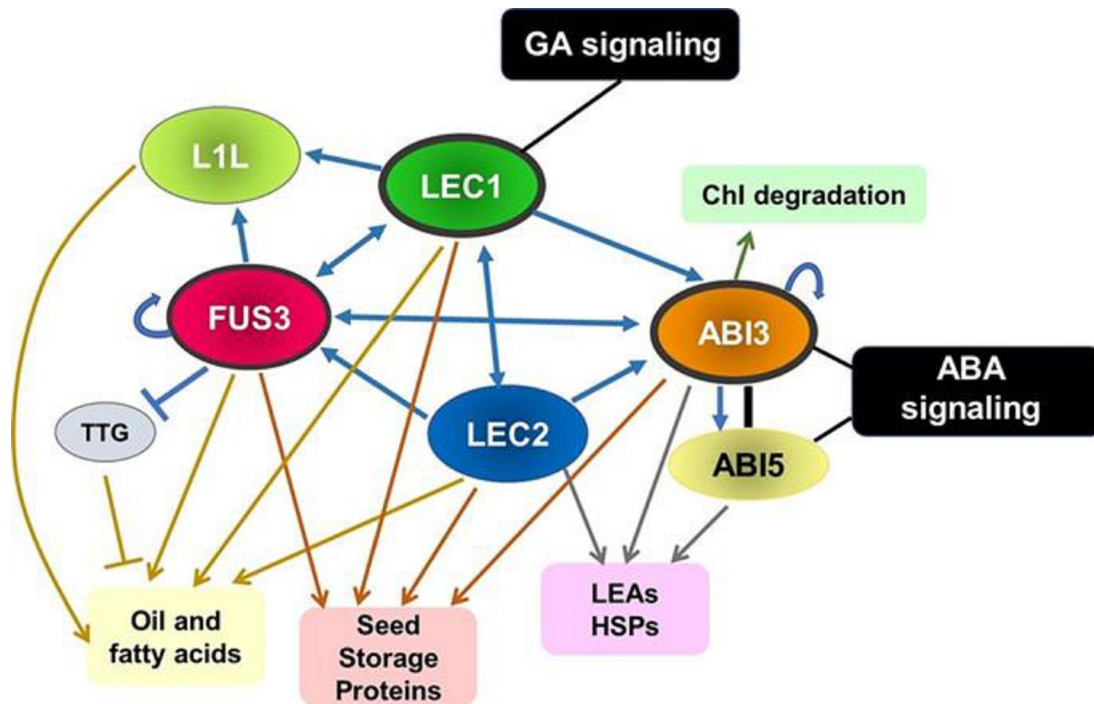 GA signaling
L1L
LEC1
Chl degradation
FUS3
ABI3
ABA
signaling
TTG
LEC2
ABI5
Oil and
fatty acids
Seed
Storage
Proteins
LEAs
HSPs